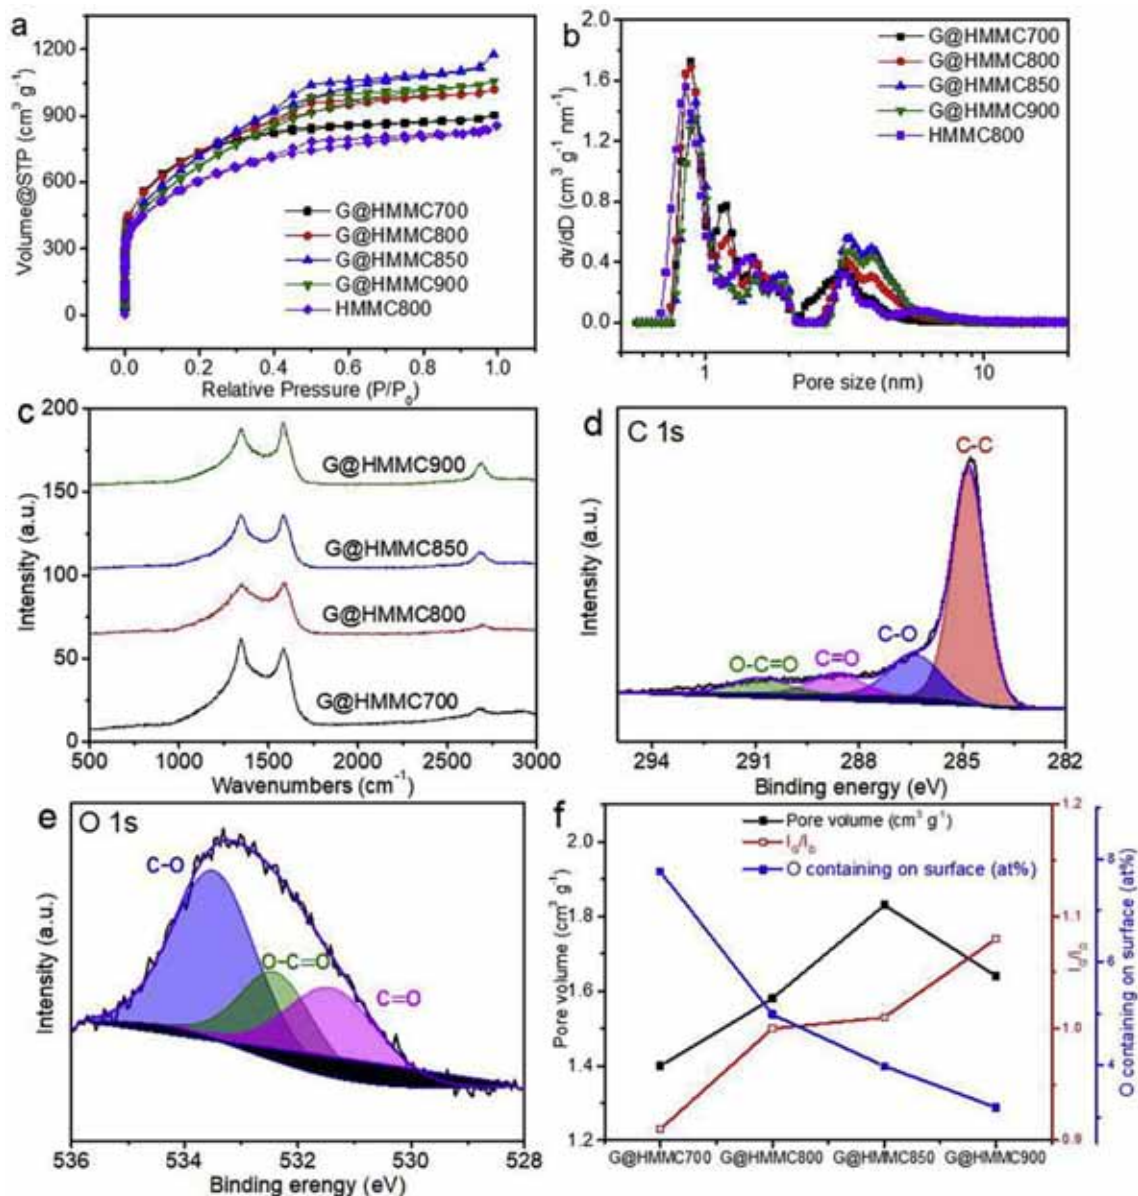 a
Volume@STP (cm³ g⁻¹)
1200
900
600
300
0
G@HMMC700
G@HMMC800
G@HMMC850
G@HMMC900
HMMC800
0.0 0.2 0.4 0.6 0.8 1.0
Relative Pressure (P/P₀)
b
dv/dD (cm³ g⁻¹ nm⁻¹)
2.0
1.6
1.2
0.8
0.4
0.0
G@HMMC700
G@HMMC800
G@HMMC850
G@HMMC900
HMMC800
1 10
Pore size (nm)
c
Intensity (a.u.)
200
150
100
50
0
G@HMMC900
G@HMMC850
G@HMMC800
G@HMMC700
500 1000 1500 2000 2500 3000
Wavenumbers (cm⁻¹)
d
C 1s
C-C
C-O
C=O
O-C=O
Intensity (a.u.)
294 291 288 285 282
Binding energy (eV)
e
O 1s
C-O
O-C=O
C=O
Intensity (a.u.)
536 534 532 530 528
Binding erengy (eV)
f
Pore volume (cm³ g⁻¹)
I_G/I_D
O containing on surface (at%)
Pore volume (cm³ g⁻¹)
2.0
1.8
1.6
1.4
1.2
1.2
1.1
1.0
0.9
I_G/I_D
8
6
4
O containing on surface (at%)
G@HMMC700 G@HMMC800 G@HMMC850 G@HMMC900